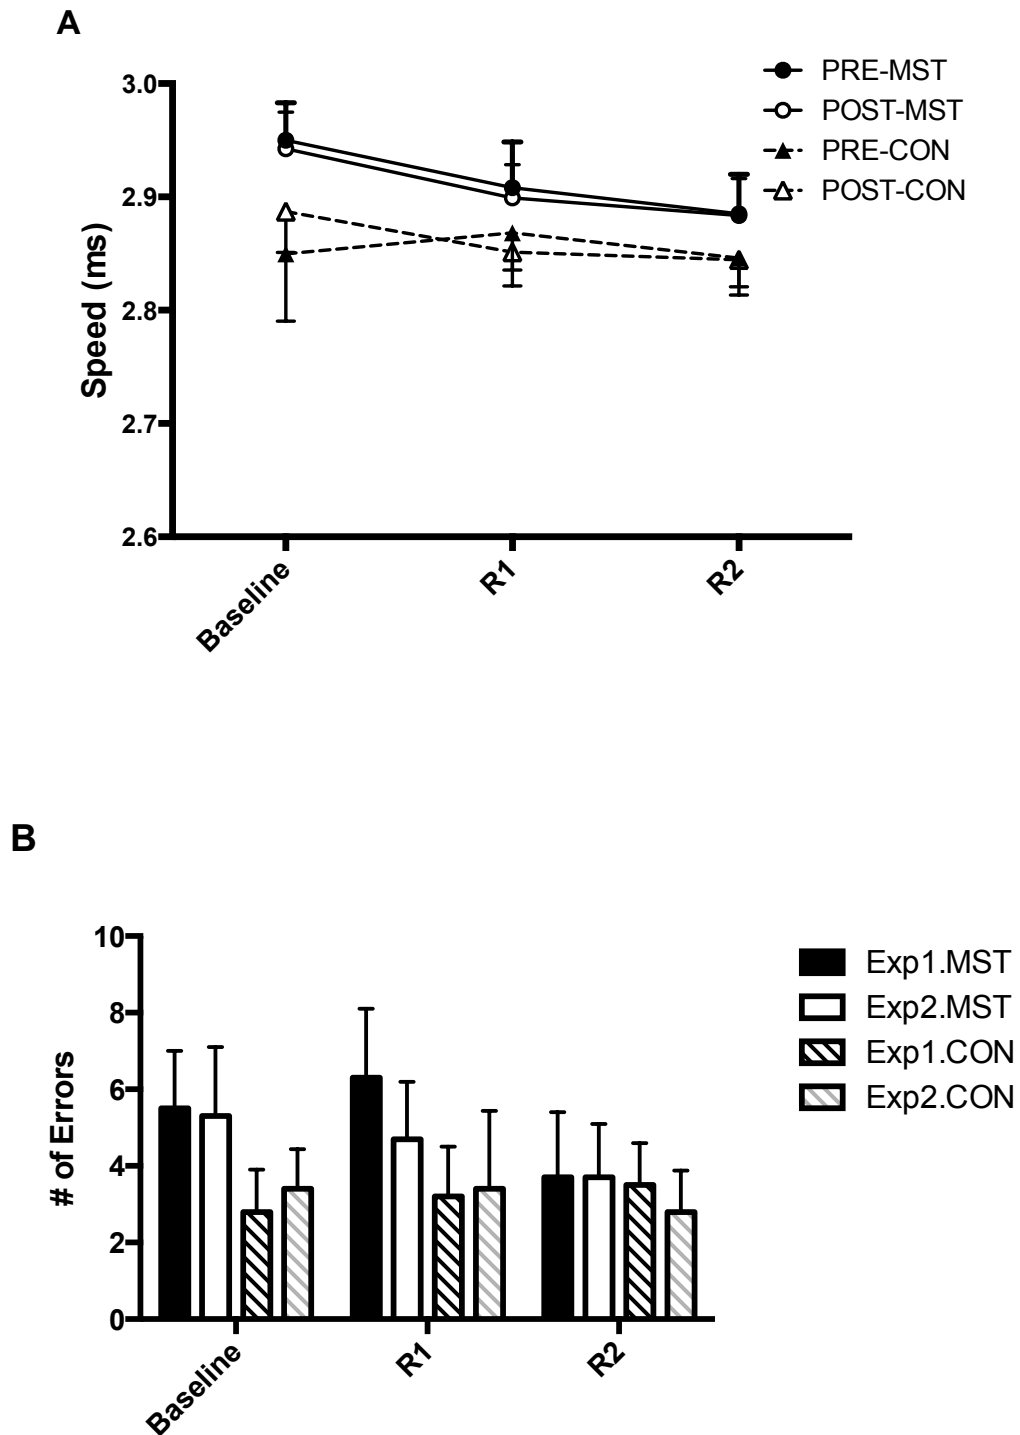 A
PRE-MST
POST-MST
PRE-CON
POST-CON
3.0
2.9
2.8
2.7
2.6
Speed (ms)
Baseline
R1
R2
B
Exp1.MST
Exp2.MST
Exp1.CON
Exp2.CON
10
8
6
4
2
0
# of Errors
Baseline
R1
R2